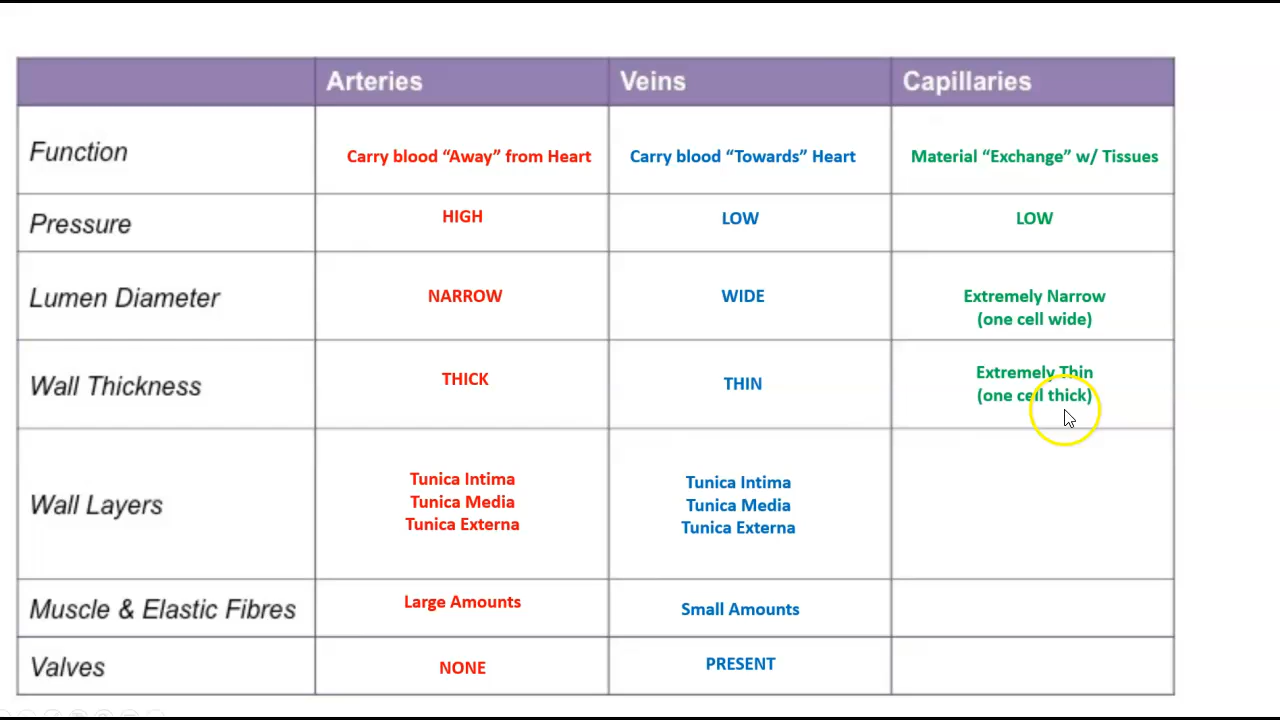 Arteries Veins Capillaries
Function Carry blood “Away” from Heart Carry blood “Towards” Heart Material “Exchange” w/ Tissues
Pressure HIGH LOW LOW
Lumen Diameter NARROW WIDE Extremely Narrow
(one cell wide)
Wall Thickness THICK THIN Extremely Thin
(one cell thick)
Wall Layers Tunica Intima Tunica Intima
Tunica Media Tunica Media
Tunica Externa Tunica Externa
Muscle & Elastic Fibres Large Amounts Small Amounts
Valves NONE PRESENT